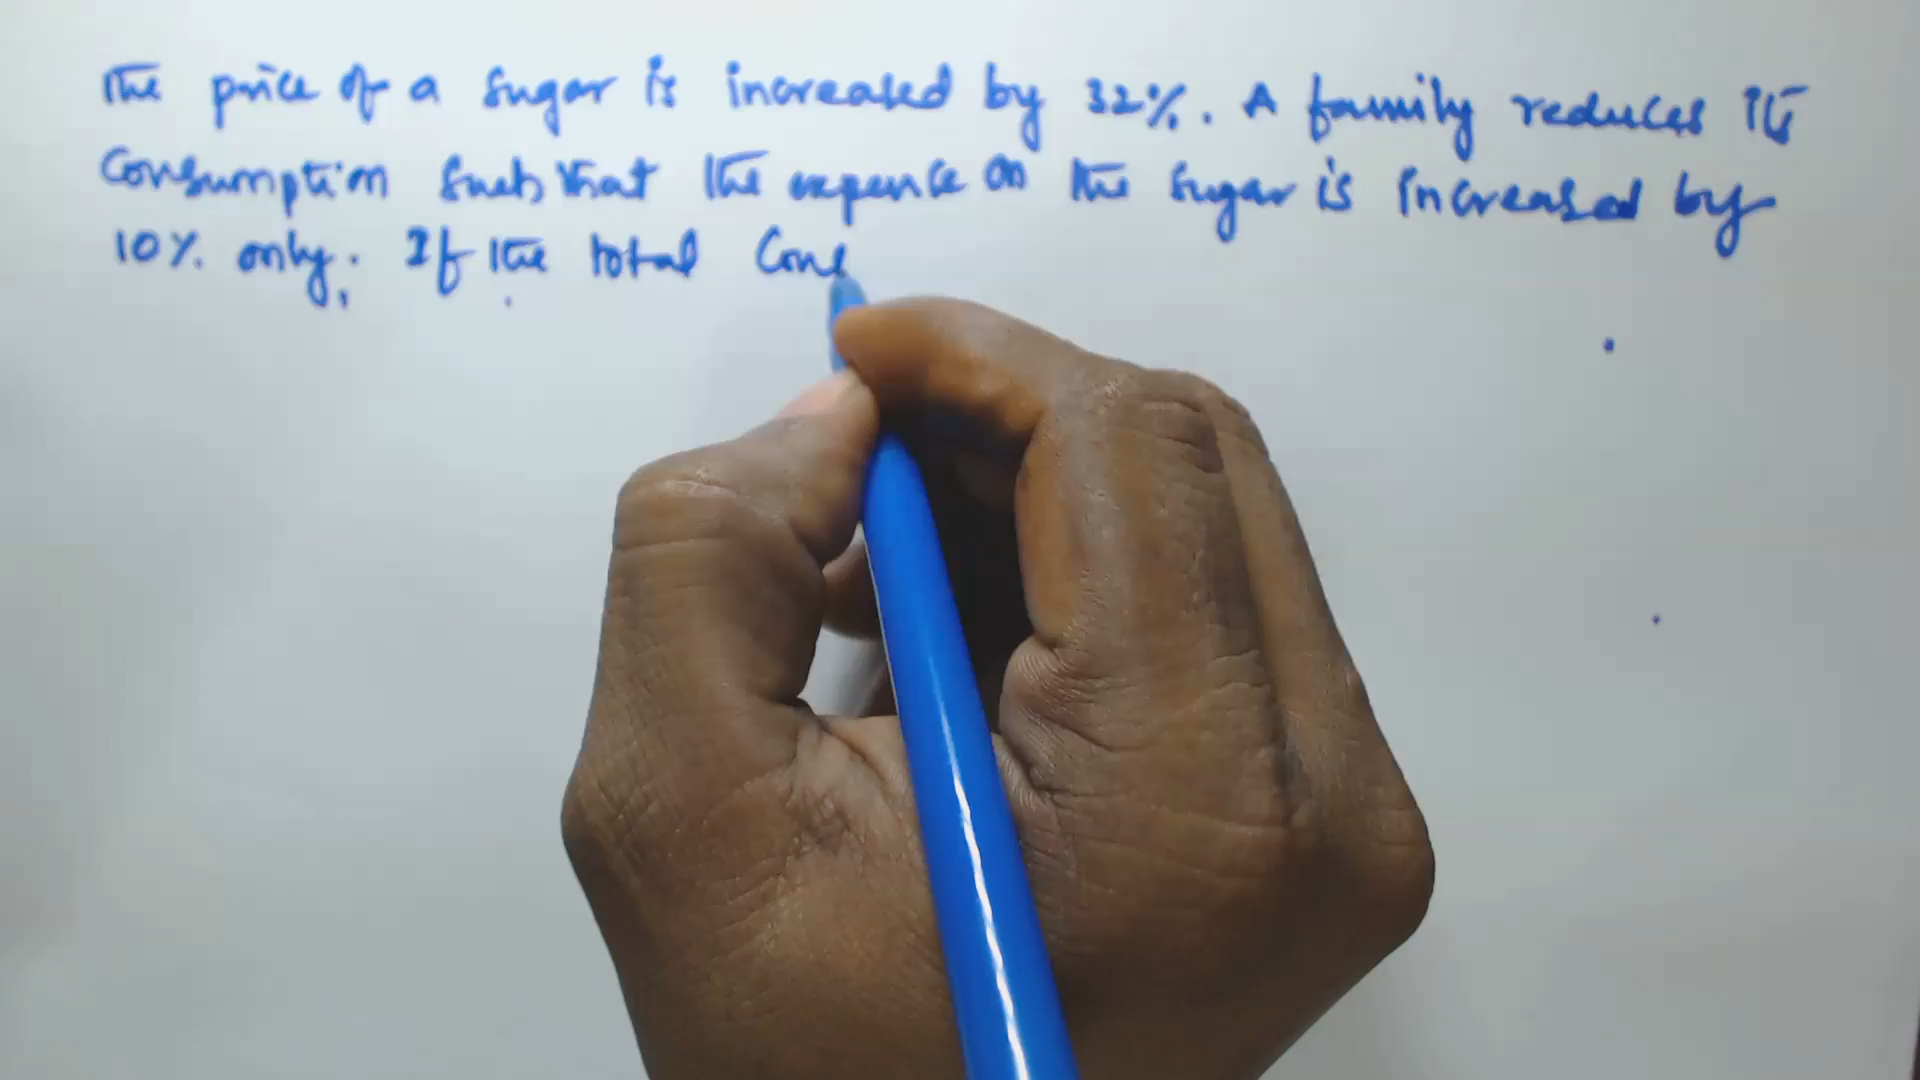 The price of a sugar is increased by 32%. A family reduces its
Consumption such that the expence on the sugar is increased by
10% only. If the total Cons